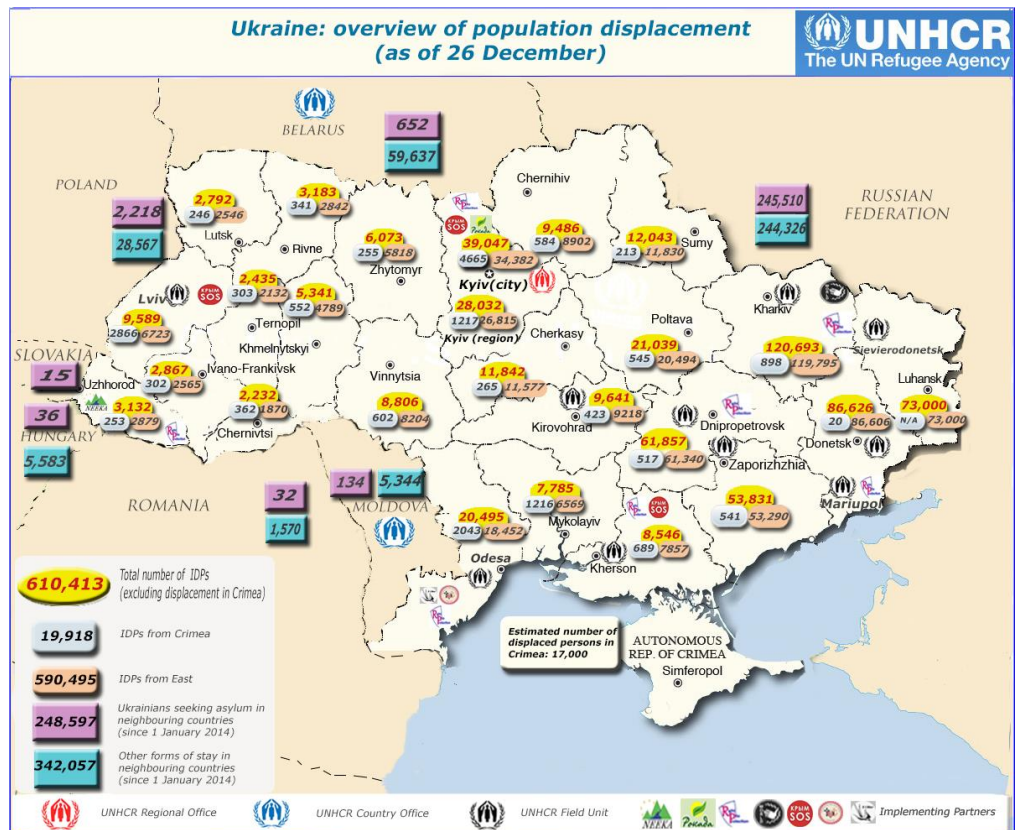 Ukraine: overview of population displacement
(as of 26 December)
UNHCR
The UN Refugee Agency
BELARUS
652
59,637
POLAND
2,218
28,567
RUSSIAN
FEDERATION
245,510
244,326
2,792
246 2546
Lutsk
3,183
341 2842
Rivne
6,073
255 5818
Zhytomyr
Chernihiv
9,486
584 8902
КРЫМ
SOS
Рокада
39,047
4665 34,382
Kyiv(city)
12,043
213 11,830
Sumy
Lviv
КРЫМ
SOS
9,589
2866 6723
2,435
303 2132
Ternopil
5,341
552 4789
Khmelnytskyi
28,032
1217 26,815
Kyiv (region)
Cherkasy
11,842
265 11,577
Poltava
21,039
545 20,494
Kharkiv
120,693
898 119,795
Sievierodonetsk
Luhansk
73,000
N/A 73,000
SLOVAKIA
15
Uzhhorod
NEEKA
3,132
253 2879
2,867
302 2565
Ivano-Frankivsk
2,232
362 1870
Chernivtsi
Vinnytsia
8,806
602 8204
9,641
423 9218
Kirovohrad
Dnipropetrovsk
61,857
517 61,340
Zaporizhzhia
86,626
20 86,606
Donetsk
Mariupol
36
HUNGARY
5,583
ROMANIA
32
1,570
134
5,344
MOLDOVA
20,495
2043 18,452
Odesa
7,785
1216 6569
Mykolayiv
КРЫМ
SOS
8,546
689 7857
Kherson
53,831
541 53,290
Estimated number of
displaced persons in
Crimea: 17,000
AUTONOMOUS
REP. OF CRIMEA
Simferopol
610,413
Total number of IDPs
(excluding displacement in Crimea)
19,918
IDPs from Crimea
590,495
IDPs from East
248,597
Ukrainians seeking asylum in
neighbouring countries
(since 1 January 2014)
342,057
Other forms of stay in
neighbouring countries
(since 1 January 2014)
UNHCR Regional Office
UNHCR Country Office
UNHCR Field Unit
NEEKA
Рокада
КРЫМ
SOS
Implementing Partners